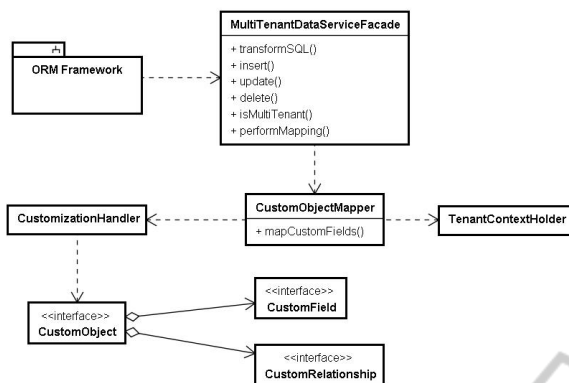 MultiTenantDataServiceFacade
+ transformSQL()
+ insert()
+ update()
+ delete()
+ isMultiTenant()
+ performMapping()
ORM Framework
CustomObjectMapper
+ mapCustomFields()
CustomizationHandler
TenantContextHolder
<<interface>>
CustomObject
<<interface>>
CustomField
<<interface>>
CustomRelationship